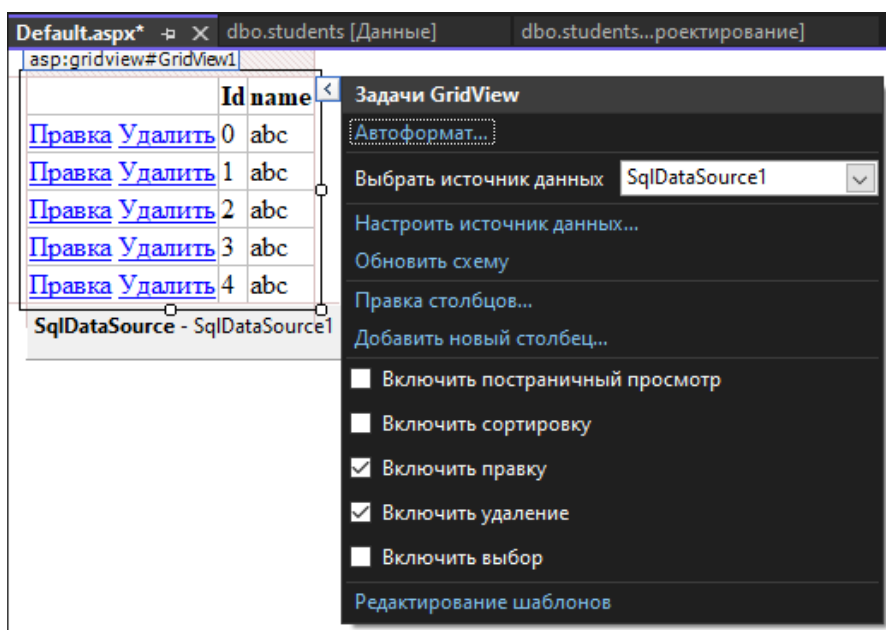 Default.aspx* dbo.students [Данные] dbo.students...роектирование]
asp:gridview#GridView1
Id name
Правка Удалить 0 abc
Правка Удалить 1 abc
Правка Удалить 2 abc
Правка Удалить 3 abc
Правка Удалить 4 abc
SqlDataSource - SqlDataSource1
Задачи GridView
Автоформат...
Выбрать источник данных SqlDataSource1
Настроить источник данных...
Обновить схему
Правка столбцов...
Добавить новый столбец...
Включить постраничный просмотр
Включить сортировку
Включить правку
Включить удаление
Включить выбор
Редактирование шаблонов